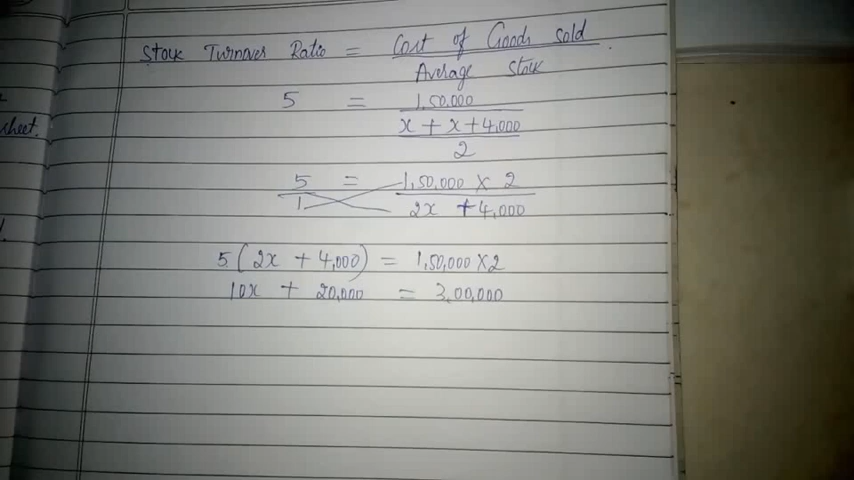 Stock Turnover Ratio = Cost of Goods sold
Average stock
5 = 1,50,000
x + x + 4,000
2
5 = 1,50,000 x 2
1 2x + 4,000
5(2x + 4,000) = 1,50,000 x 2
10x + 20,000 = 3,00,000
sheet.